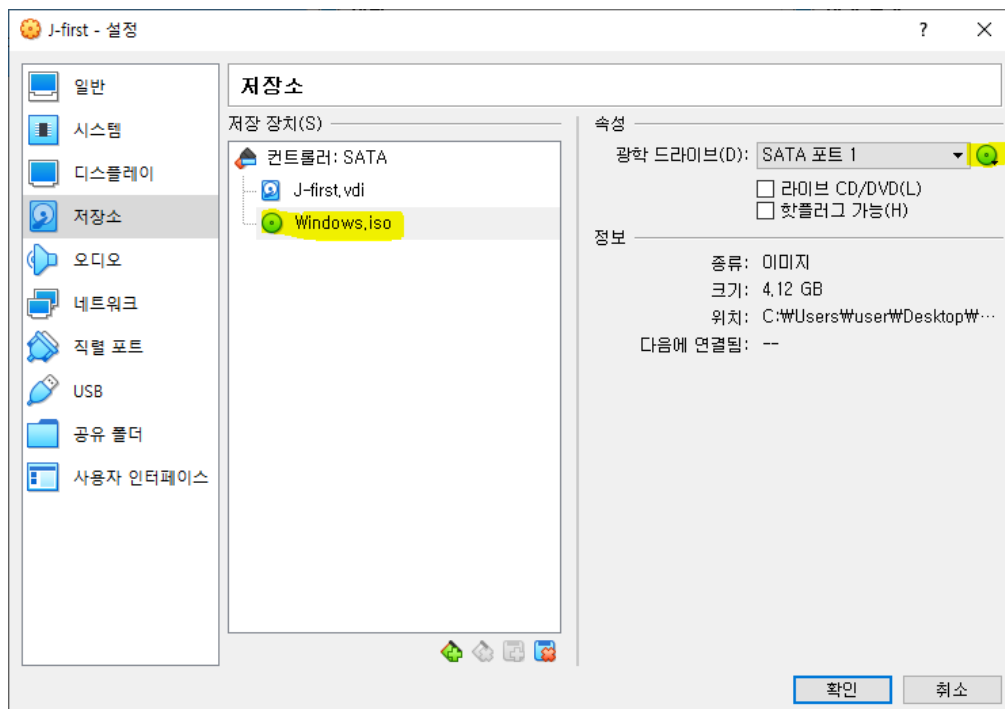 J-first - 설정
?
일반
시스템
디스플레이
저장소
오디오
네트워크
직렬 포트
USB
공유 폴더
사용자 인터페이스
저장소
저장 장치(S)
컨트롤러: SATA
J-first.vdi
Windows.iso
속성
광학 드라이브(D): SATA 포트 1
라이브 CD/DVD(L)
핫플러그 가능(H)
정보
종류: 이미지
크기: 4.12 GB
위치: C:₩Users₩user₩Desktop₩…
다음에 연결됨: --
확인
취소